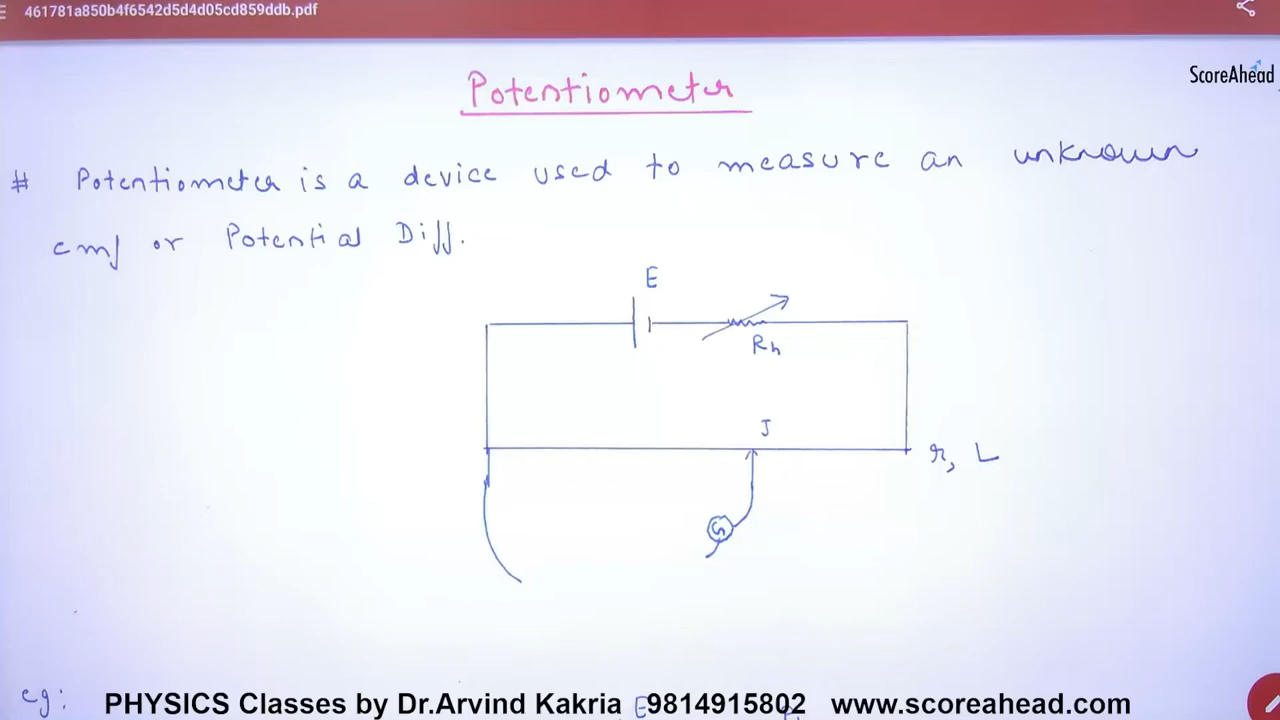 461781a850b4f6542d5d4d05cd859ddb.pdf
ScoreAhead
Potentiometer
# Potentiometer is a device used to measure an unknown
emf or Potential Diff.
E
Rh
J
r, L
G
eg:
PHYSICS Classes by Dr.Arvind Kakria 9814915802 www.scoreahead.com